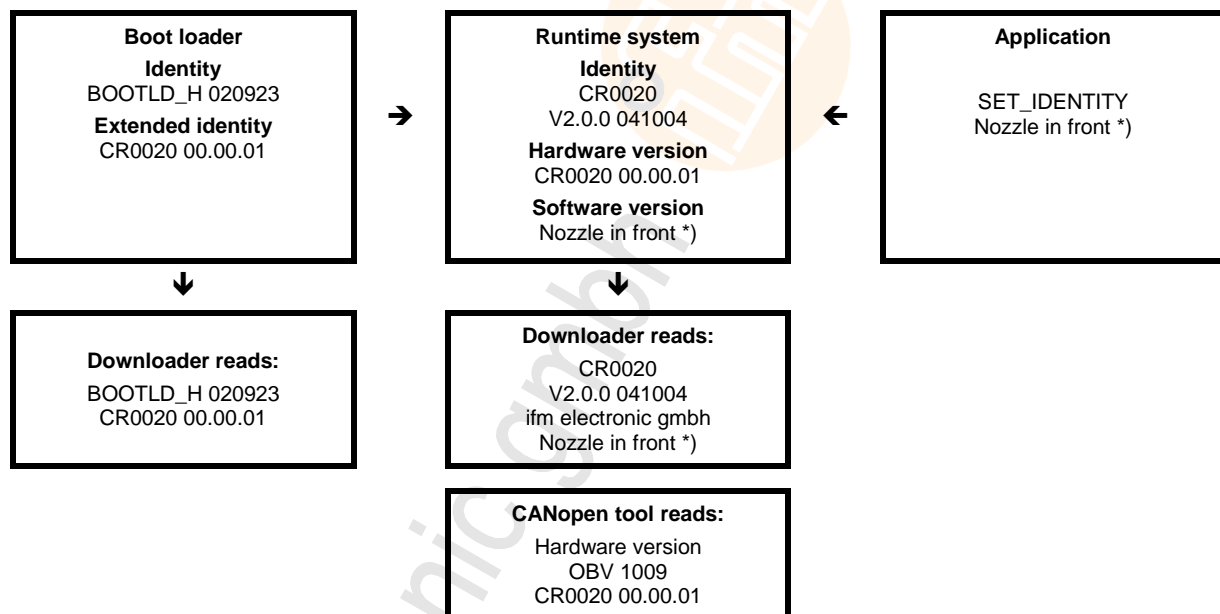 Boot loader
Identity
BOOTLD_H 020923
Extended identity
CR0020 00.00.01
Runtime system
Identity
CR0020
V2.0.0 041004
Hardware version
CR0020 00.00.01
Software version
Nozzle in front *)
Application
SET_IDENTITY
Nozzle in front *)
Downloader reads:
BOOTLD_H 020923
CR0020 00.00.01
Downloader reads:
CR0020
V2.0.0 041004
ifm electronic gmbh
Nozzle in front *)
CANopen tool reads:
Hardware version
OBV 1009
CR0020 00.00.01
nic gmbh